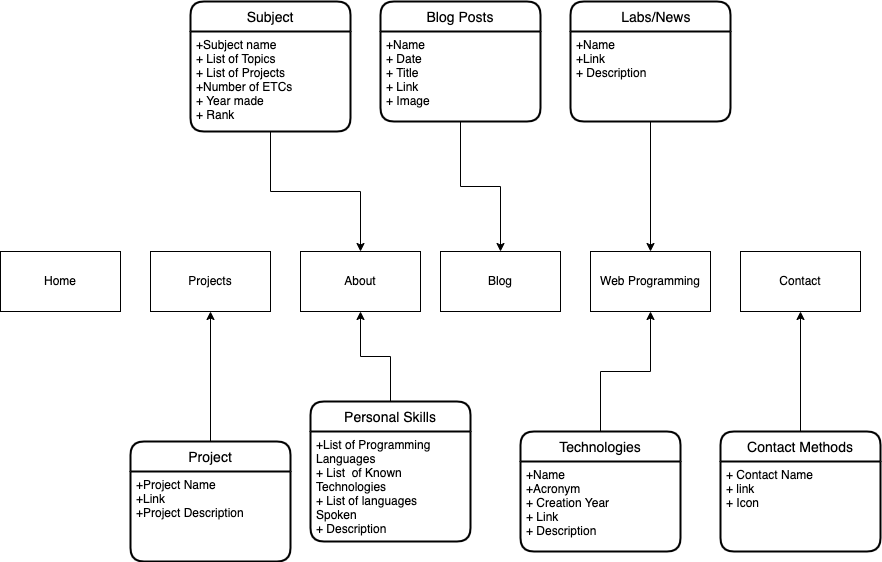 Subject
+Subject name
+ List of Topics
+ List of Projects
+Number of ETCs
+ Year made
+ Rank
Blog Posts
+Name
+ Date
+ Title
+ Link
+ Image
Labs/News
+Name
+Link
+ Description
Home
Projects
About
Blog
Web Programming
Contact
Project
+Project Name
+Link
+Project Description
Personal Skills
+List of Programming
Languages
+ List  of Known
Technologies
+ List of languages
Spoken
+ Description
Technologies
+Name
+Acronym
+ Creation Year
+ Link
+ Description
Contact Methods
+ Contact Name
+ link
+ Icon